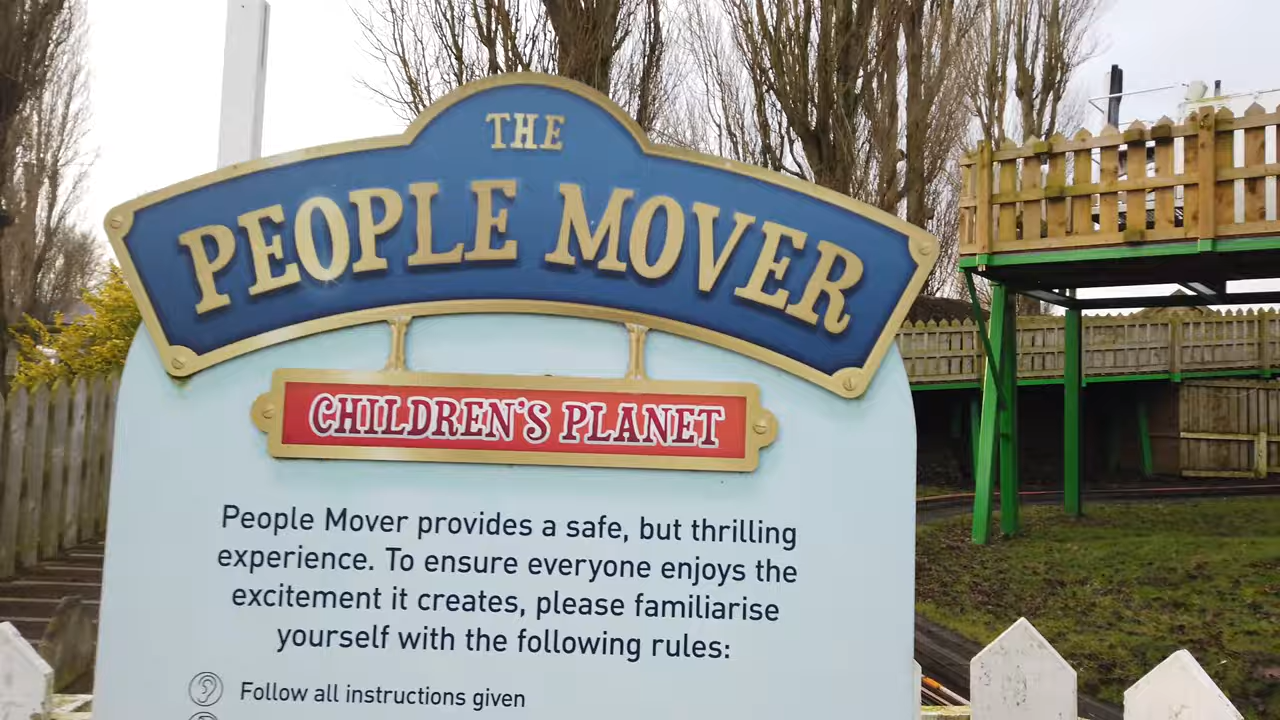 THE
PEOPLE MOVER
CHILDREN'S PLANET
People Mover provides a safe, but thrilling
experience. To ensure everyone enjoys the
excitement it creates, please familiarise
yourself with the following rules:
Follow all instructions given